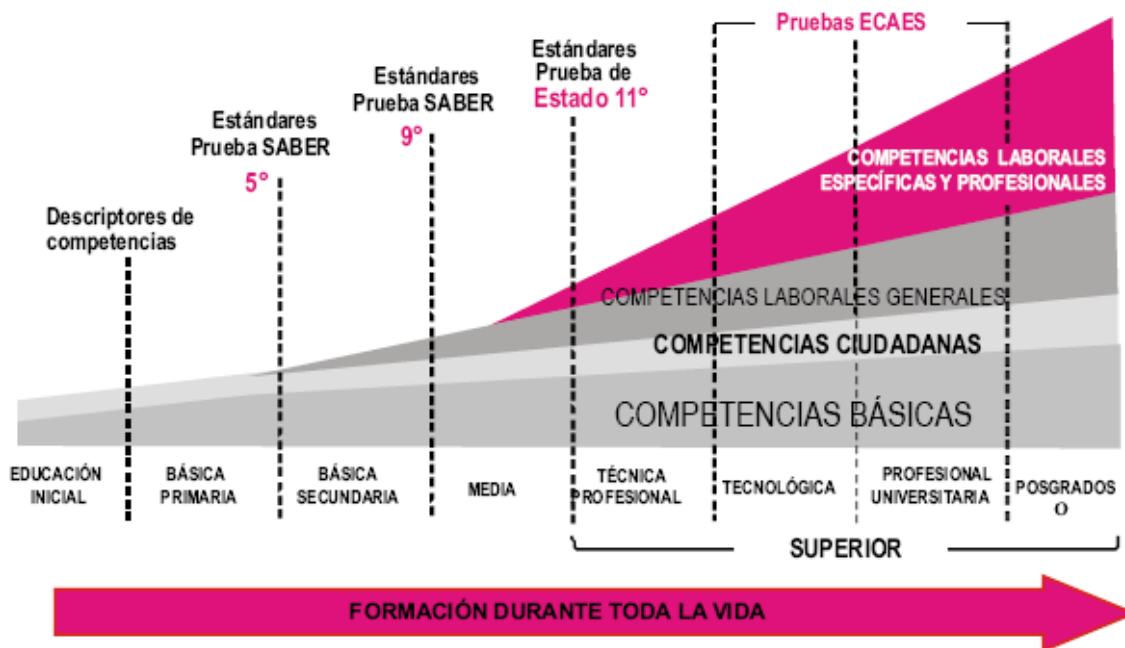 Pruebas ECAES
Estándares
Prueba de
Estado 11°
Estándares
Prueba SABER
9°
Estándares
Prueba SABER
5°
Descriptores de
competencias
COMPETENCIAS LABORALES
ESPECÍFICAS Y PROFESIONALES
COMPETENCIAS LABORALES GENERALES
COMPETENCIAS CIUDADANAS
COMPETENCIAS BÁSICAS
EDUCACIÓN
INICIAL
BÁSICA
PRIMARIA
BÁSICA
SECUNDARIA
MEDIA
TÉCNICA
PROFESIONAL
TECNOLÓGICA
PROFESIONAL
UNIVERSITARIA
POSGRADOS
O
SUPERIOR
FORMACIÓN DURANTE TODA LA VIDA